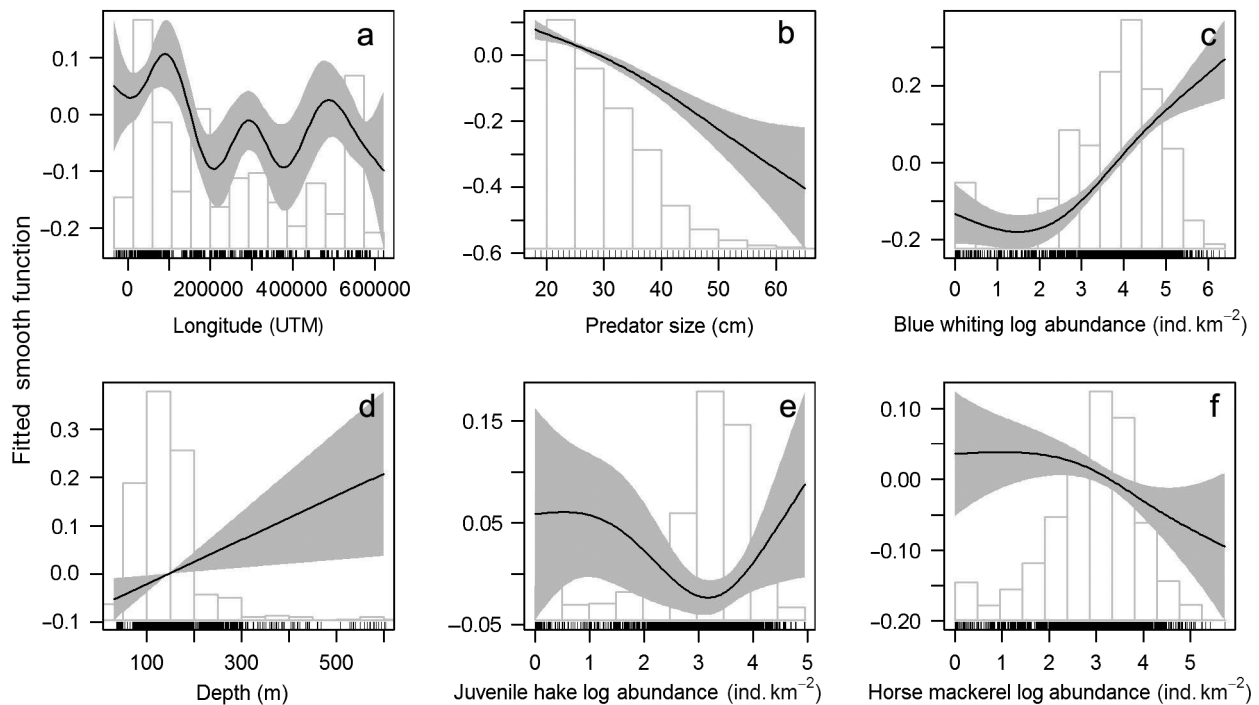 Fitted smooth function
a
0.1
0.0
−0.1
−0.2
0 200000 400000 600000
Longitude (UTM)
b
0.0
−0.2
−0.4
−0.6
20 30 40 50 60
Predator size (cm)
c
0.2
0.0
−0.2
0 1 2 3 4 5 6
Blue whiting log abundance (ind. km−2)
d
0.3
0.2
0.1
0.0
−0.1
100 300 500
Depth (m)
e
0.15
0.05
−0.05
0 1 2 3 4 5
Juvenile hake log abundance (ind. km−2)
f
0.10
0.00
−0.10
−0.20
0 1 2 3 4 5
Horse mackerel log abundance (ind. km−2)